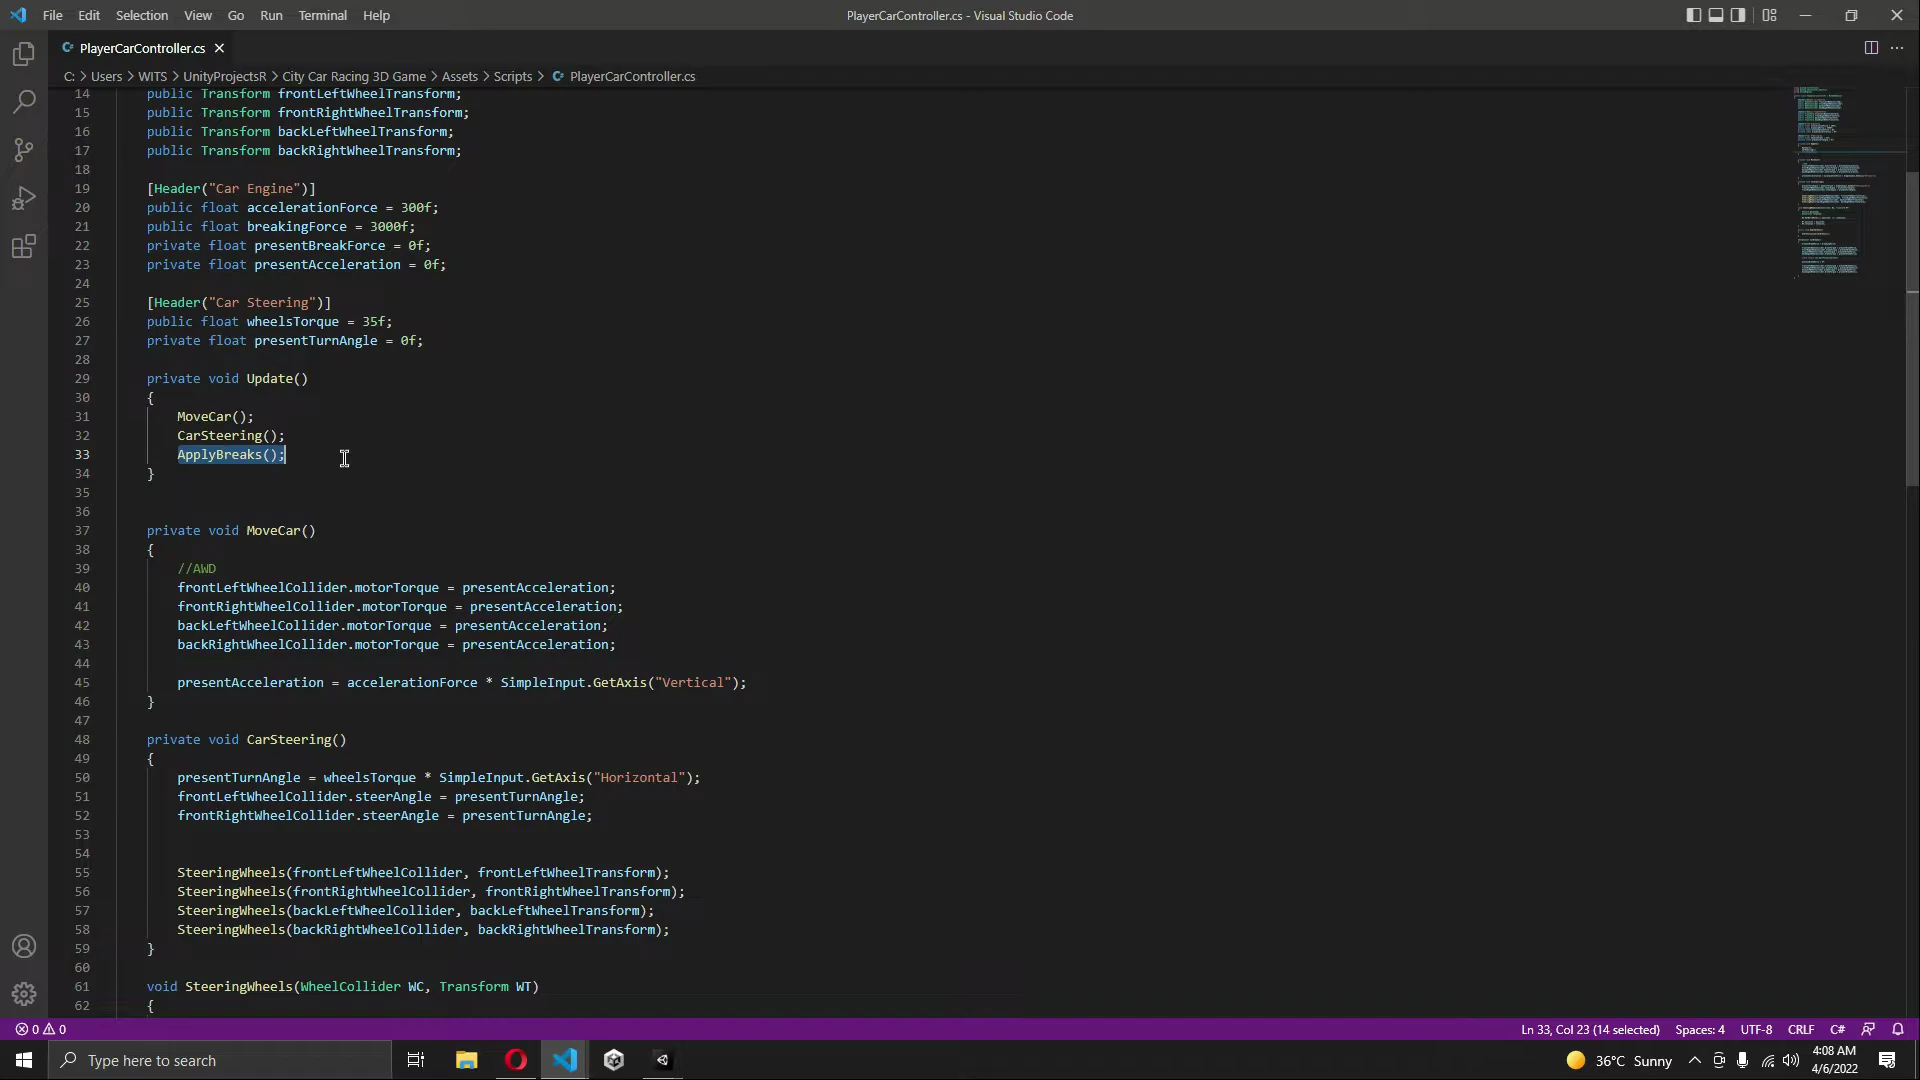 File Edit Selection View Go Run Terminal Help
PlayerCarController.cs - Visual Studio Code
PlayerCarController.cs
C: > Users > WITS > UnityProjectsR > City Car Racing 3D Game > Assets > Scripts > PlayerCarController.cs
14 public Transform frontLeftWheelTransform;
15 public Transform frontRightWheelTransform;
16 public Transform backLeftWheelTransform;
17 public Transform backRightWheelTransform;
18
19 [Header("Car Engine")]
20 public float accelerationForce = 300f;
21 public float breakingForce = 3000f;
22 private float presentBreakForce = 0f;
23 private float presentAcceleration = 0f;
24
25 [Header("Car Steering")]
26 public float wheelsTorque = 35f;
27 private float presentTurnAngle = 0f;
28
29 private void Update()
30 {
31 MoveCar();
32 CarSteering();
33 ApplyBreaks();
34 }
35
36
37 private void MoveCar()
38 {
39 //AWD
40 frontLeftWheelCollider.motorTorque = presentAcceleration;
41 frontRightWheelCollider.motorTorque = presentAcceleration;
42 backLeftWheelCollider.motorTorque = presentAcceleration;
43 backRightWheelCollider.motorTorque = presentAcceleration;
44
45 presentAcceleration = accelerationForce * SimpleInput.GetAxis("Vertical");
46 }
47
48 private void CarSteering()
49 {
50 presentTurnAngle = wheelsTorque * SimpleInput.GetAxis("Horizontal");
51 frontLeftWheelCollider.steerAngle = presentTurnAngle;
52 frontRightWheelCollider.steerAngle = presentTurnAngle;
53
54
55 SteeringWheels(frontLeftWheelCollider, frontLeftWheelTransform);
56 SteeringWheels(frontRightWheelCollider, frontRightWheelTransform);
57 SteeringWheels(backLeftWheelCollider, backLeftWheelTransform);
58 SteeringWheels(backRightWheelCollider, backRightWheelTransform);
59 }
60
61 void SteeringWheels(WheelCollider WC, Transform WT)
62 {
0 0 Ln 33, Col 23 (14 selected) Spaces: 4 UTF-8 CRLF C#
Type here to search
36°C Sunny
4:08 AM
4/6/2022